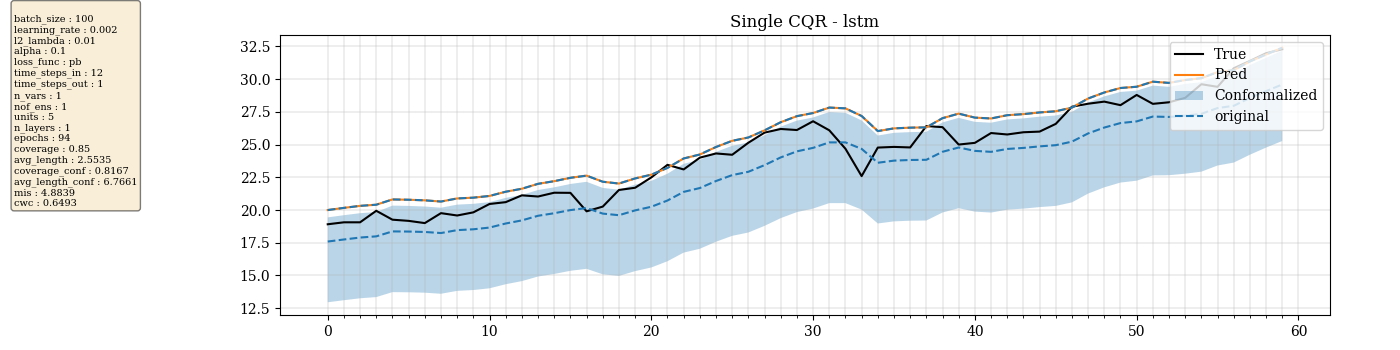 batch_size : 100
learning_rate : 0.002
l2_lambda : 0.01
alpha : 0.1
loss_func : pb
time_steps_in : 12
time_steps_out : 1
n_vars : 1
nof_ens : 1
units : 5
n_layers : 1
epochs : 94
coverage : 0.85
avg_length : 2.5535
coverage_conf : 0.8167
avg_length_conf : 6.7661
mis : 4.8839
cwc : 0.6493
Single CQR - lstm
32.5
30.0
27.5
25.0
22.5
20.0
17.5
15.0
12.5
True
Pred
Conformalized
original
0 10 20 30 40 50 60